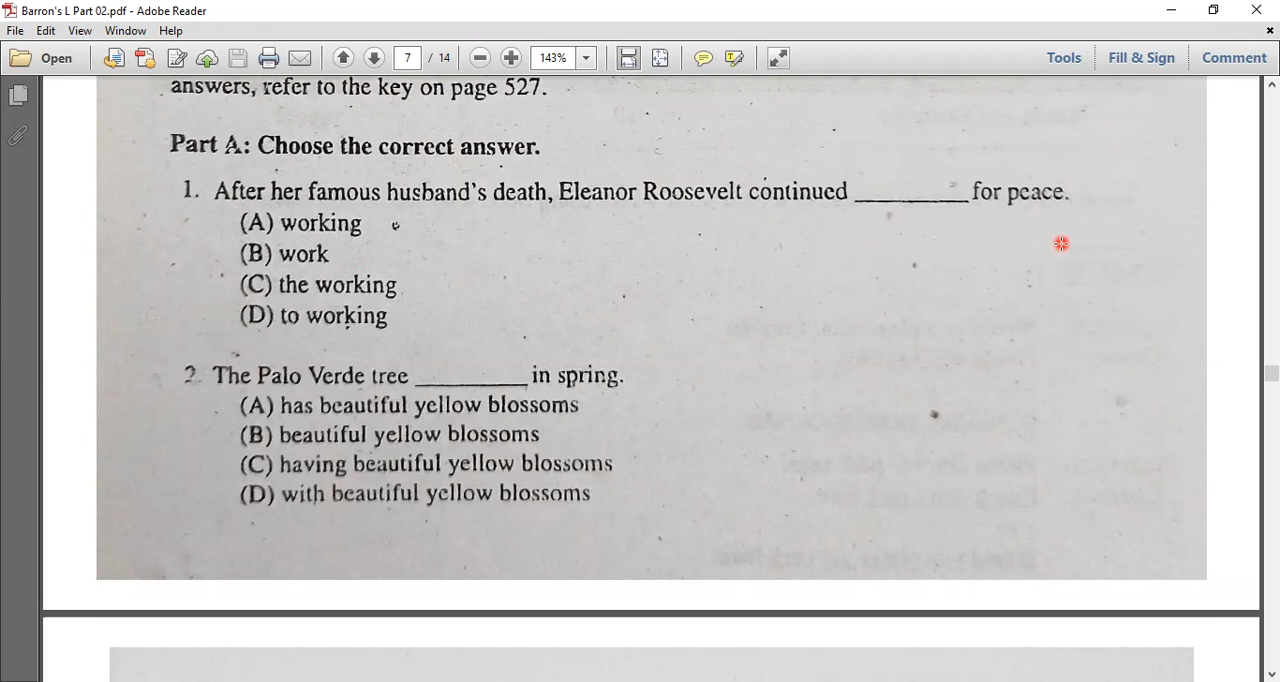 Barron's L Part 02.pdf - Adobe Reader
File Edit View Window Help
Open 7 / 14 143% Tools Fill & Sign Comment
answers, refer to the key on page 527.
Part A: Choose the correct answer.
1. After her famous husband's death, Eleanor Roosevelt continued ________ for peace.
(A) working
(B) work
(C) the working
(D) to working
2. The Palo Verde tree ________ in spring.
(A) has beautiful yellow blossoms
(B) beautiful yellow blossoms
(C) having beautiful yellow blossoms
(D) with beautiful yellow blossoms